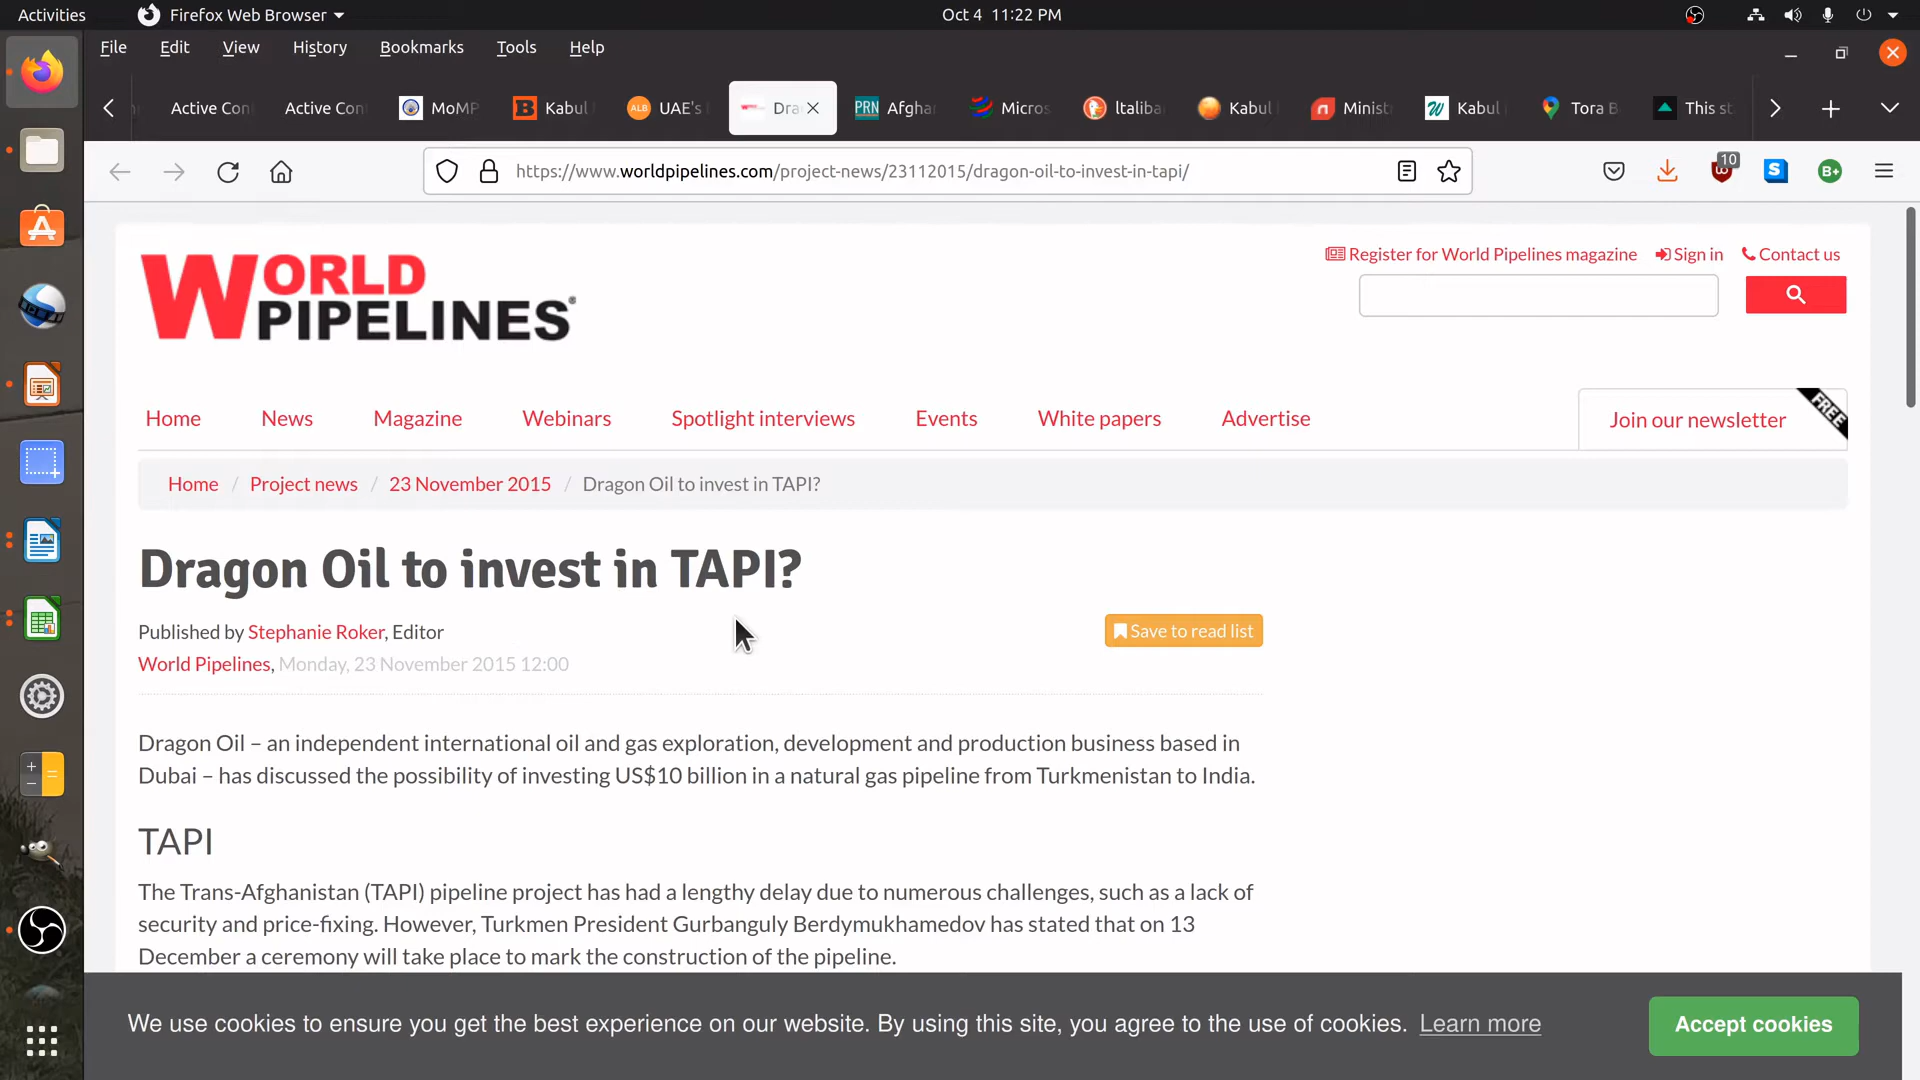 Activities
Firefox Web Browser
Oct 4 11:22 PM
File Edit View History Bookmarks Tools Help
Active Con
Active Con
MoMP
Kabul
ALB UAE's
Dra
PRN Afghar
Micros
ltaliba
Kabul
Minist
Kabul
Tora B
This st
https://www.worldpipelines.com/project-news/23112015/dragon-oil-to-invest-in-tapi/
10
S
B+
WORLD
PIPELINES®
Register for World Pipelines magazine Sign in Contact us
Home News Magazine Webinars Spotlight interviews Events White papers Advertise
Join our newsletter
FREE
Home / Project news / 23 November 2015 / Dragon Oil to invest in TAPI?
Dragon Oil to invest in TAPI?
Published by Stephanie Roker, Editor
Save to read list
World Pipelines, Monday, 23 November 2015 12:00
Dragon Oil – an independent international oil and gas exploration, development and production business based in
Dubai – has discussed the possibility of investing US$10 billion in a natural gas pipeline from Turkmenistan to India.
TAPI
The Trans-Afghanistan (TAPI) pipeline project has had a lengthy delay due to numerous challenges, such as a lack of
security and price-fixing. However, Turkmen President Gurbanguly Berdymukhamedov has stated that on 13
December a ceremony will take place to mark the construction of the pipeline.
We use cookies to ensure you get the best experience on our website. By using this site, you agree to the use of cookies. Learn more
Accept cookies